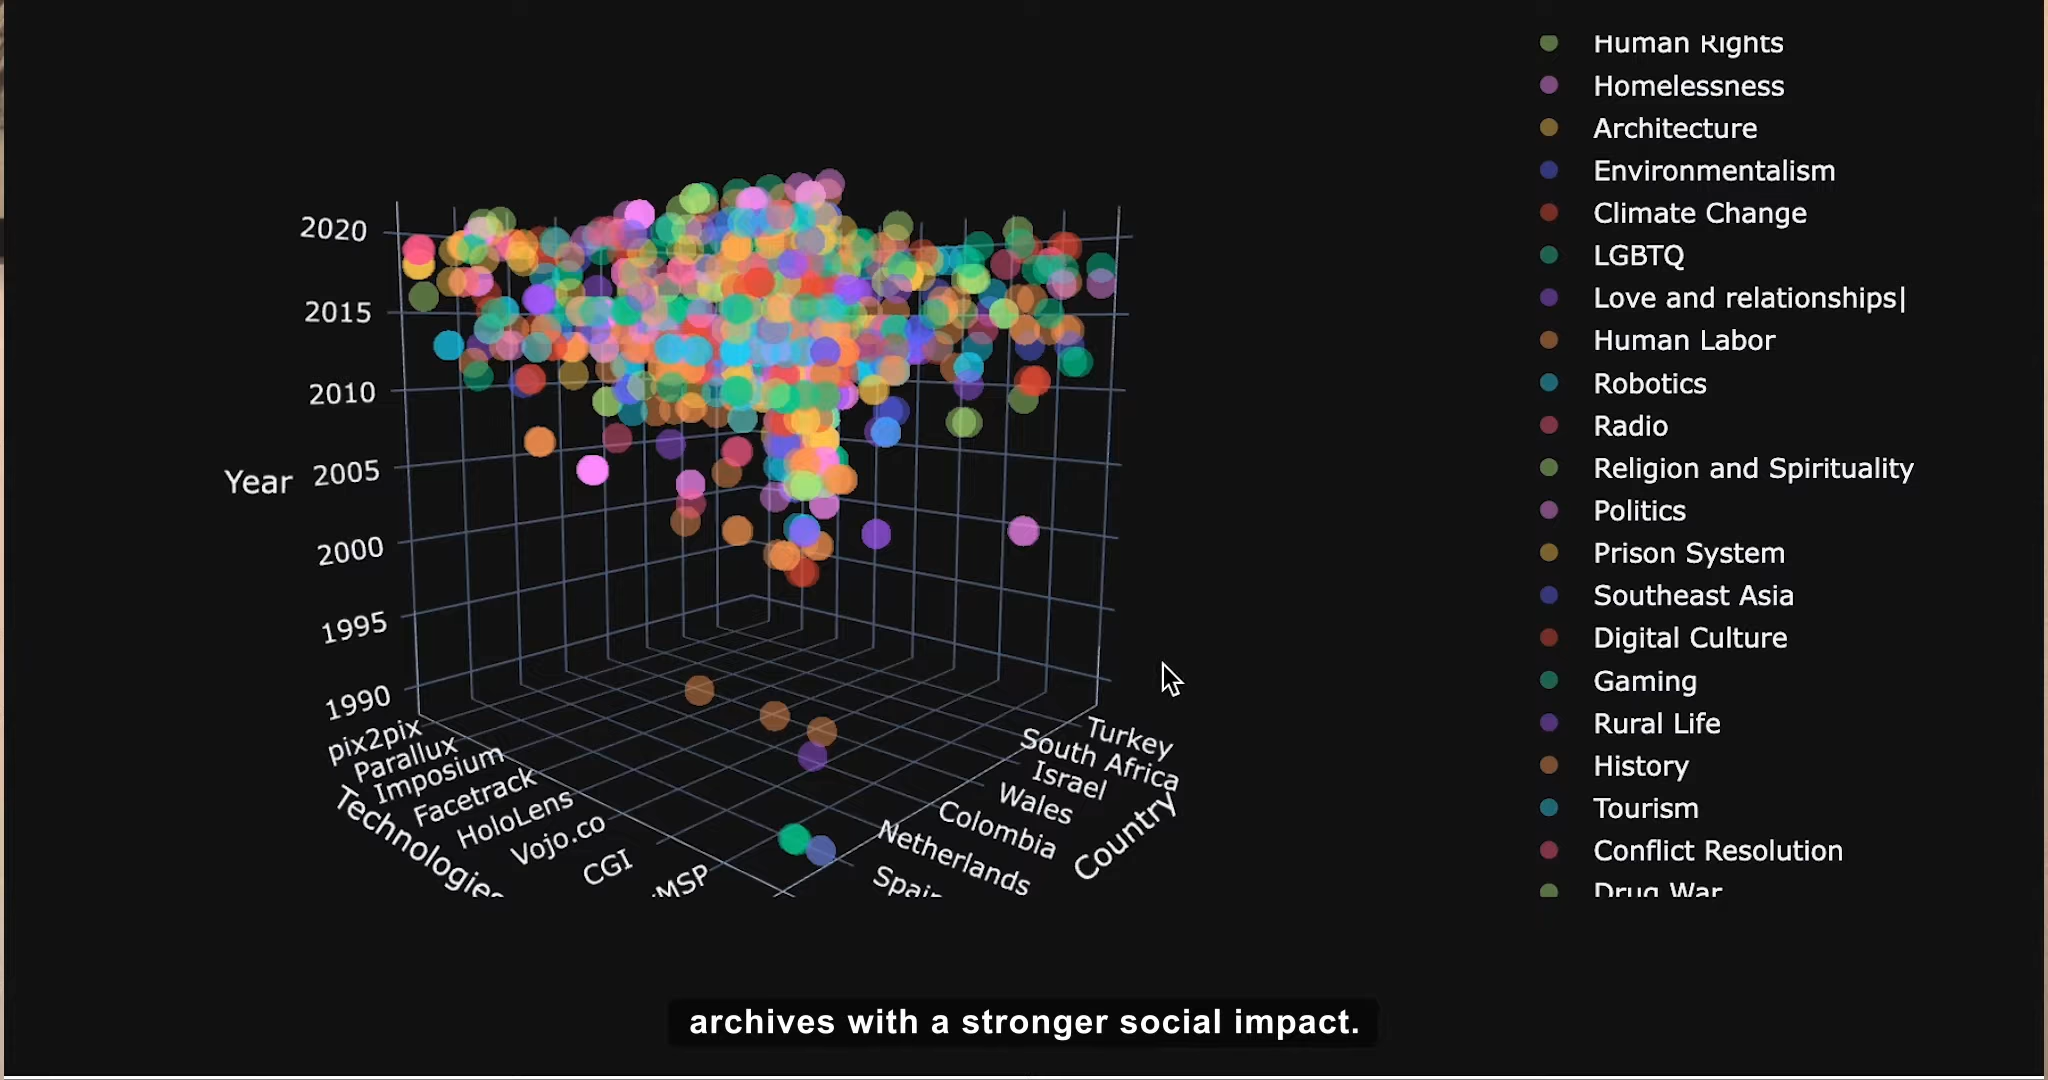 Human Rights
Homelessness
Architecture
Environmentalism
Climate Change
LGBTQ
Love and relationships|
Human Labor
Robotics
Radio
Religion and Spirituality
Politics
Prison System
Southeast Asia
Digital Culture
Gaming
Rural Life
History
Tourism
Conflict Resolution
Drug War
2020
2015
2010
Year 2005
2000
1995
1990
pix2pix
Parallux
Imposium
Facetrack
HoloLens
Vojo.co
CGI
MSP
Technologies
Turkey
South Africa
Israel
Wales
Colombia
Netherlands
Spain
Country
archives with a stronger social impact.